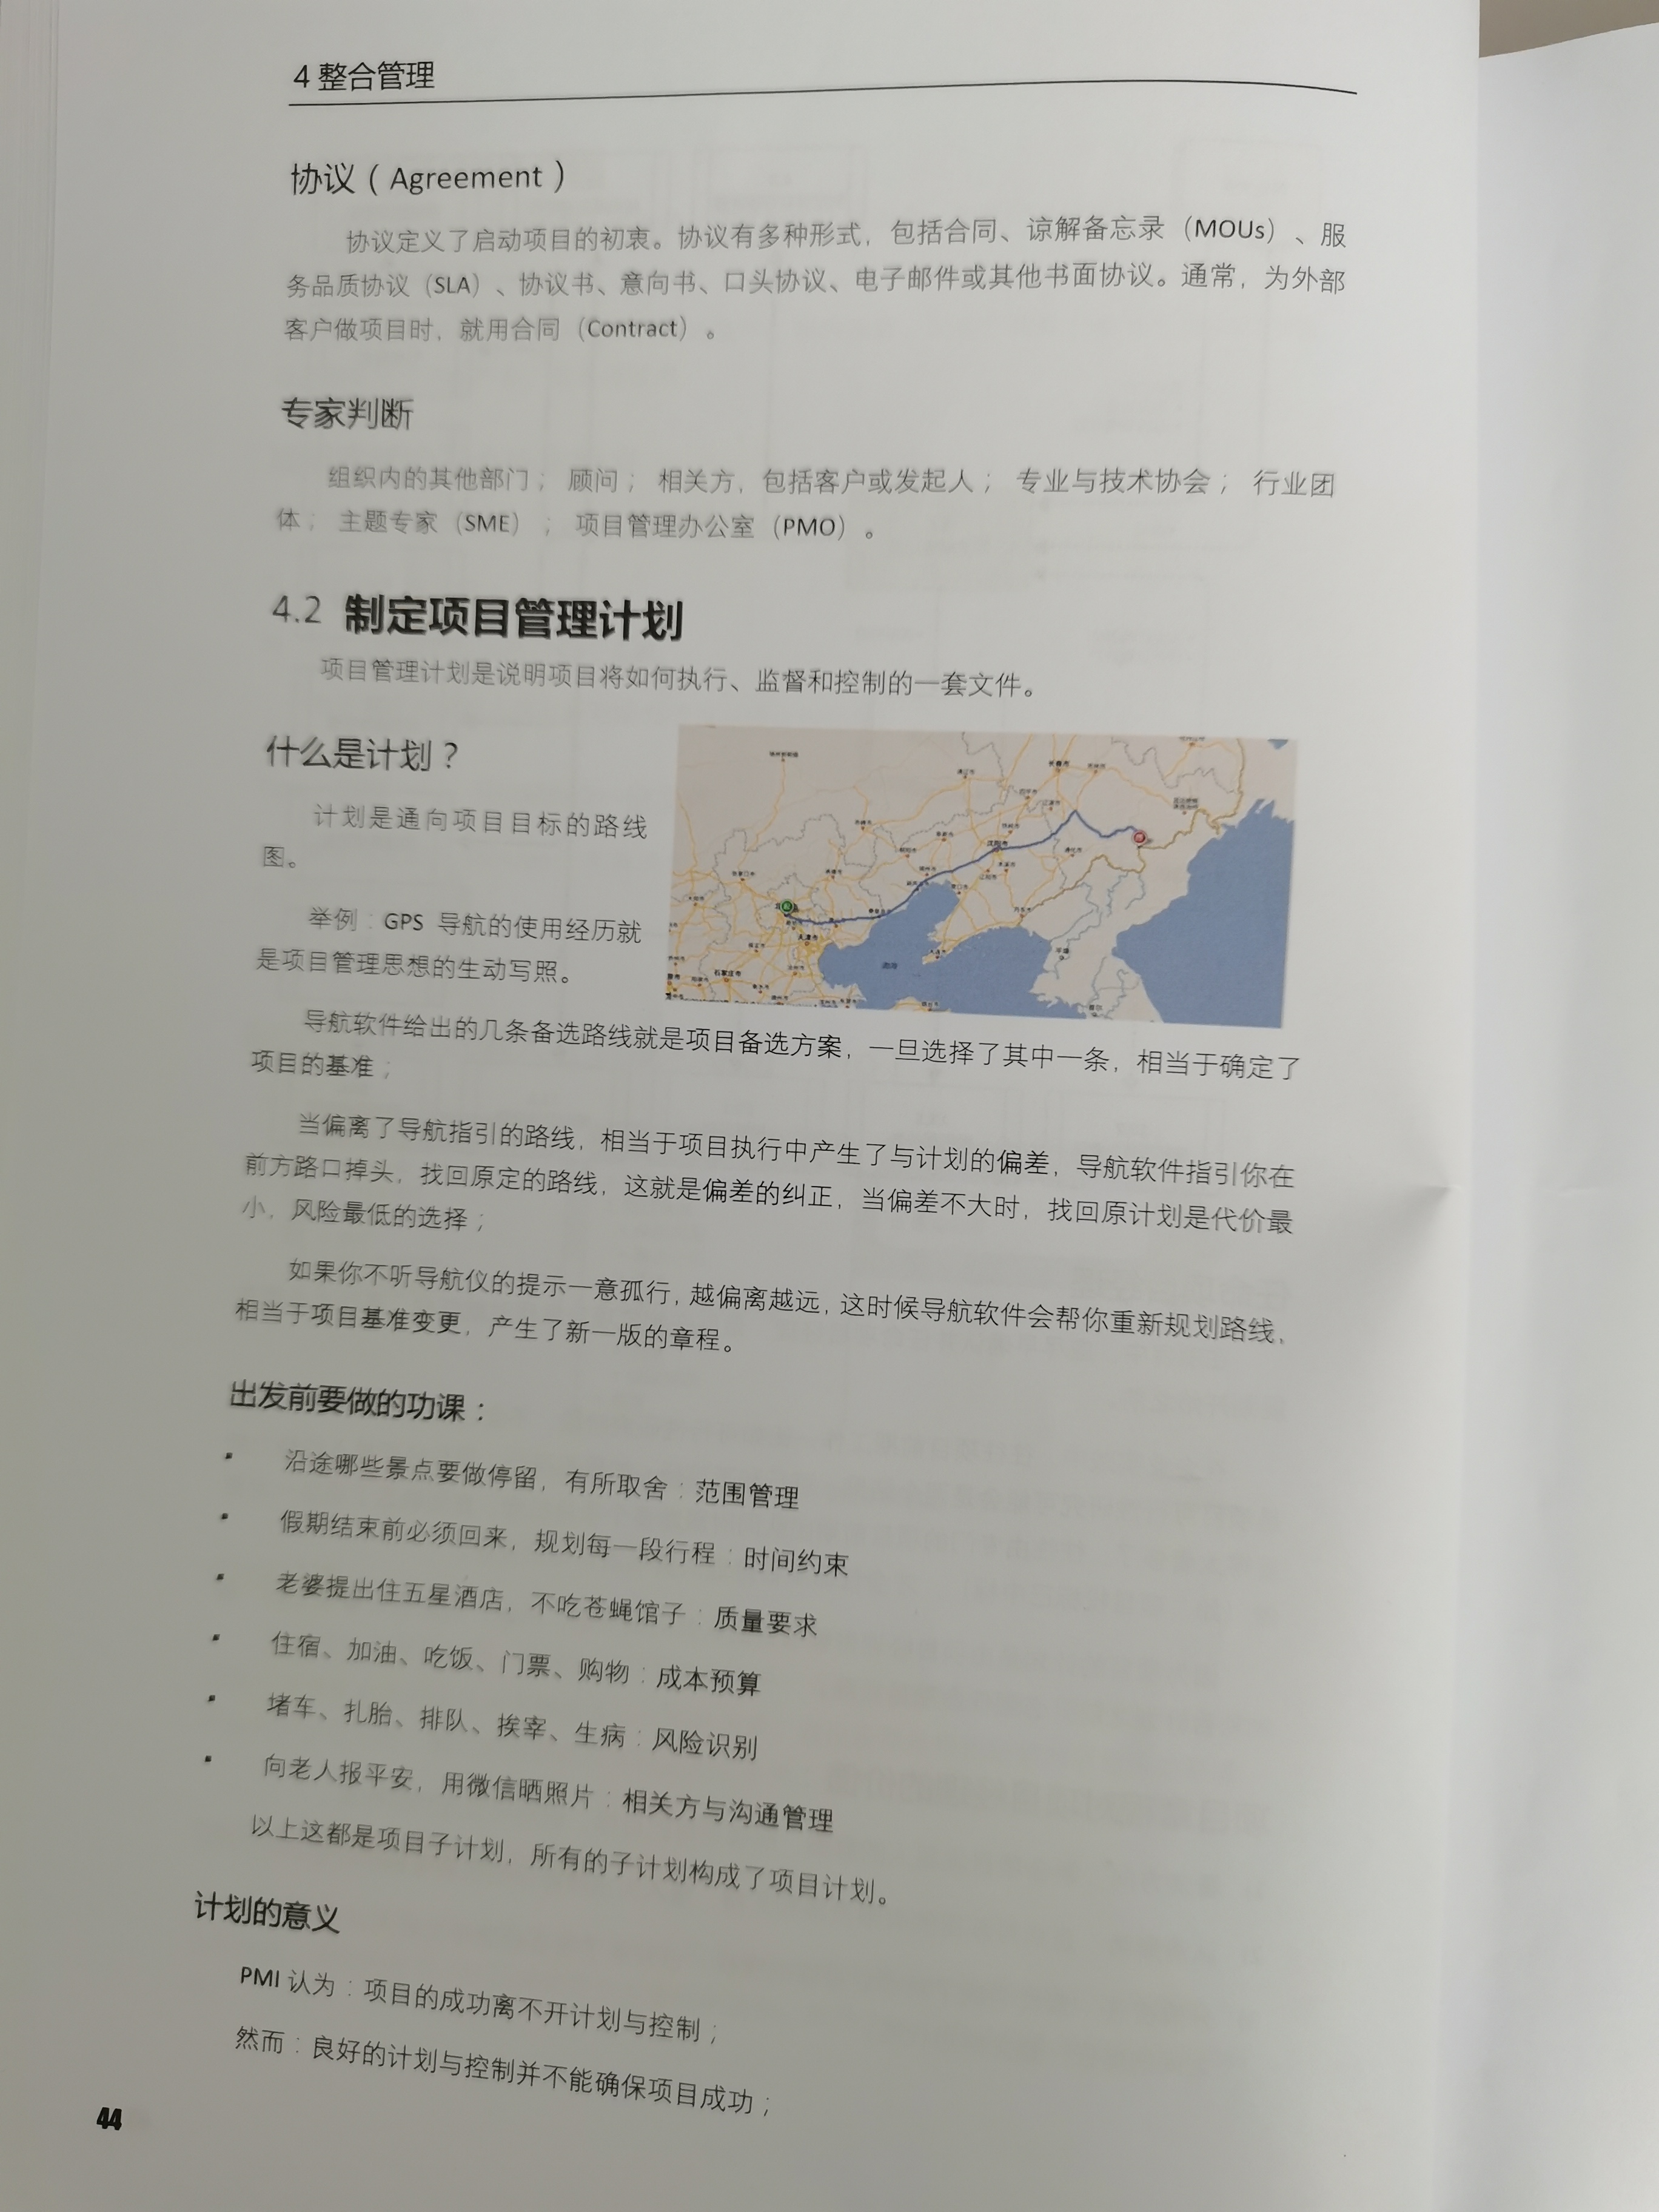 4 整合管理
协议（Agreement）
协议定义了启动项目的初衷。协议有多种形式，包括合同、谅解备忘录（MOUs）、服
务品质协议（SLA）、协议书、意向书、口头协议、电子邮件或其他书面协议。通常，为外部
客户做项目时，就用合同（Contract）。
专家判断
组织内的其他部门； 顾问； 相关方，包括客户或发起人； 专业与技术协会； 行业团
体； 主题专家（SME）； 项目管理办公室（PMO）。
4.2 制定项目管理计划
项目管理计划是说明项目将如何执行、监督和控制的一套文件。
什么是计划？
计划是通向项目目标的路线
图。
举例：GPS 导航的使用经历就
是项目管理思想的生动写照。
长春市
沈阳市
天津市
石家庄市
渤海
平壤
导航软件给出的几条备选路线就是项目备选方案，一旦选择了其中一条，相当于确定了
项目的基准；
当偏离了导航指引的路线，相当于项目执行中产生了与计划的偏差，导航软件指引你在
前方路口掉头，找回原定的路线，这就是偏差的纠正，当偏差不大时，找回原计划是代价最
小，风险最低的选择；
如果你不听导航仪的提示一意孤行，越偏离越远，这时候导航软件会帮你重新规划路线，
相当于项目基准变更，产生了新一版的章程。
出发前要做的功课：
▪ 沿途哪些景点要做停留，有所取舍：范围管理
▪ 假期结束前必须回来，规划每一段行程：时间约束
▪ 老婆提出住五星酒店，不吃苍蝇馆子：质量要求
▪ 住宿、加油、吃饭、门票、购物：成本预算
▪ 堵车、扎胎、排队、挨宰、生病：风险识别
▪ 向老人报平安，用微信晒照片：相关方与沟通管理
以上这都是项目子计划，所有的子计划构成了项目计划。
计划的意义
PMI 认为：项目的成功离不开计划与控制；
然而：良好的计划与控制并不能确保项目成功；
44